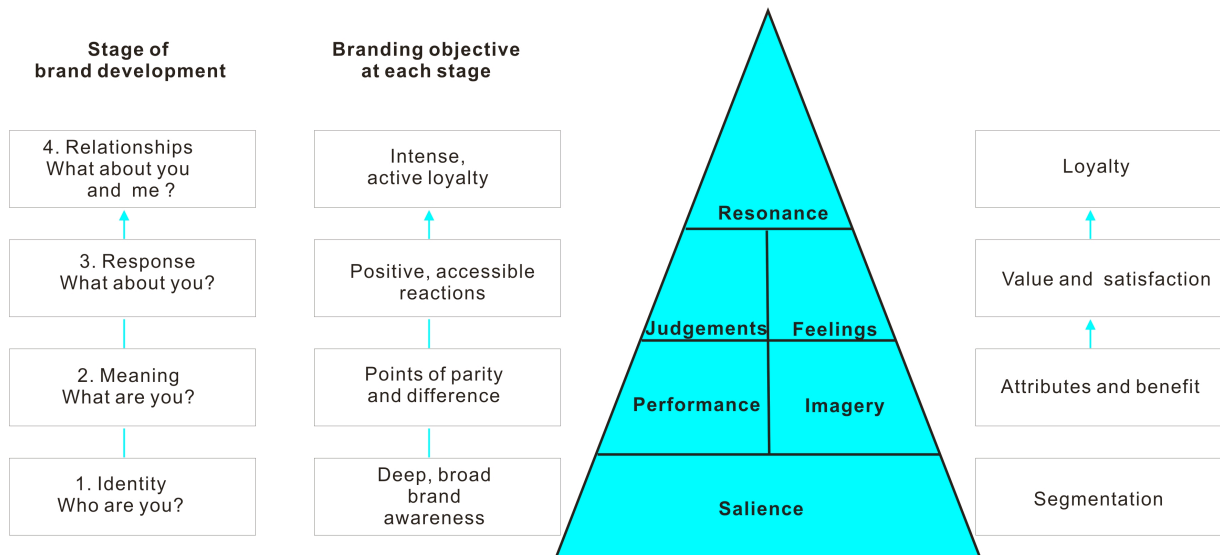 Stage of
brand development
Branding objective
at each stage
4. Relationships
What about you
and me ?
Intense,
active loyalty
Resonance
Loyalty
3. Response
What about you?
Positive, accessible
reactions
Judgements
Feelings
Value and satisfaction
2. Meaning
What are you?
Points of parity
and difference
Performance
Imagery
Attributes and benefit
1. Identity
Who are you?
Deep, broad
brand
awareness
Salience
Segmentation